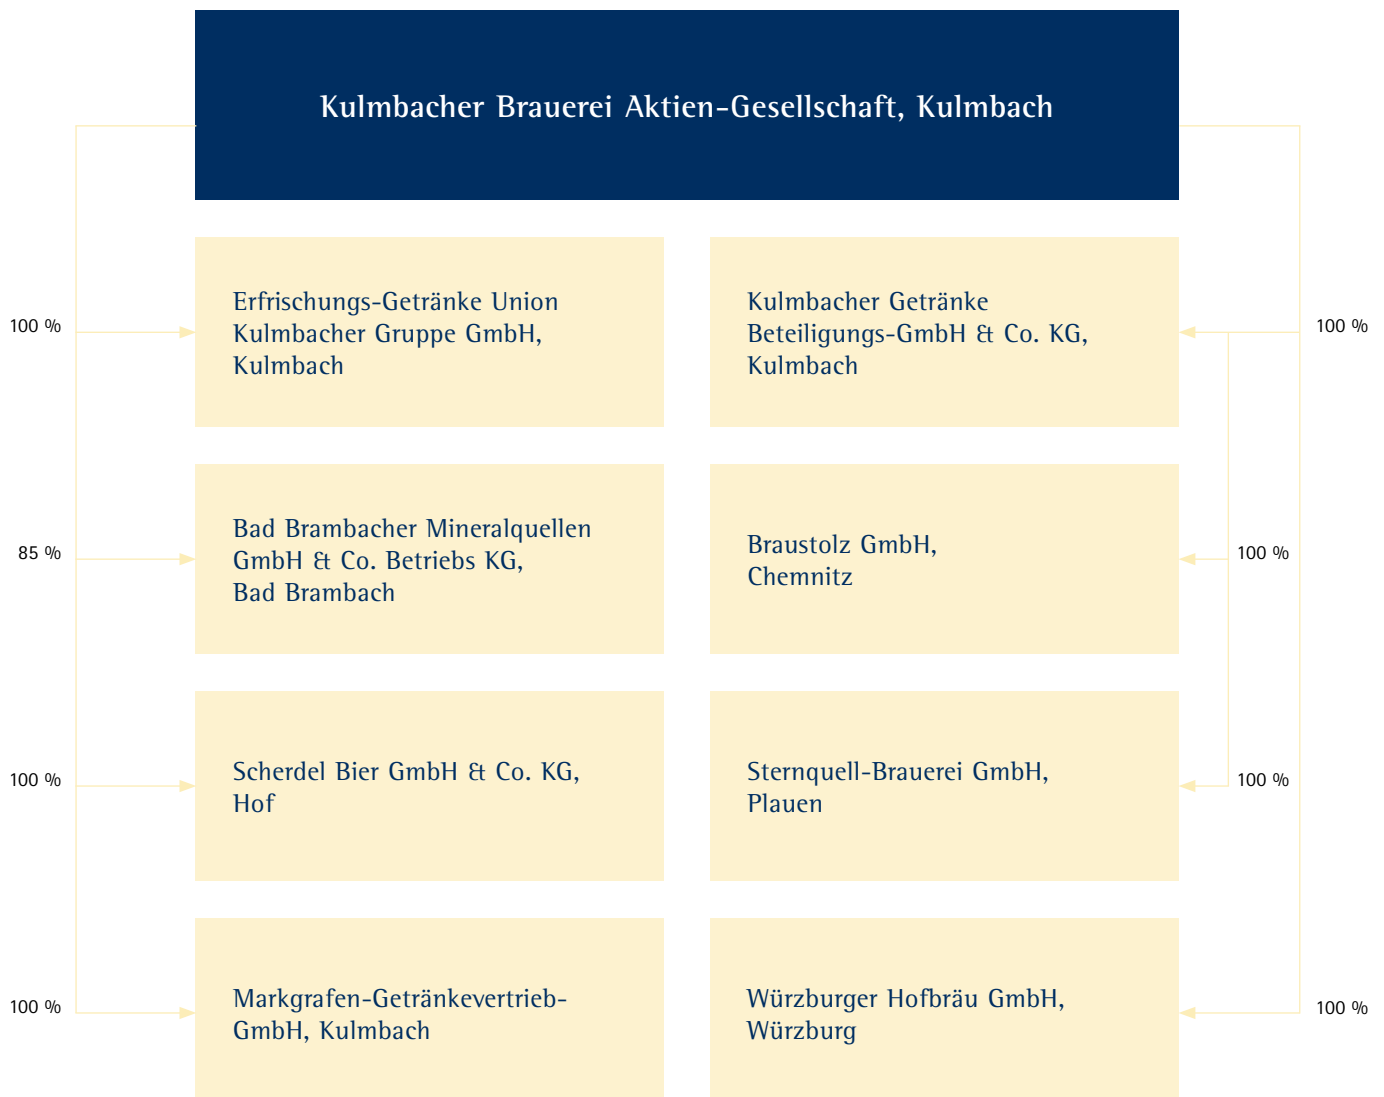 Kulmbacher Brauerei Aktien-Gesellschaft, Kulmbach
100 %
Erfrischungs-Getränke Union
Kulmbacher Gruppe GmbH,
Kulmbach
Kulmbacher Getränke
Beteiligungs-GmbH & Co. KG,
Kulmbach
100 %
85 %
Bad Brambacher Mineralquellen
GmbH & Co. Betriebs KG,
Bad Brambach
Braustolz GmbH,
Chemnitz
100 %
100 %
Scherdel Bier GmbH & Co. KG,
Hof
Sternquell-Brauerei GmbH,
Plauen
100 %
100 %
Markgrafen-Getränkevertrieb-
GmbH, Kulmbach
Würzburger Hofbräu GmbH,
Würzburg
100 %